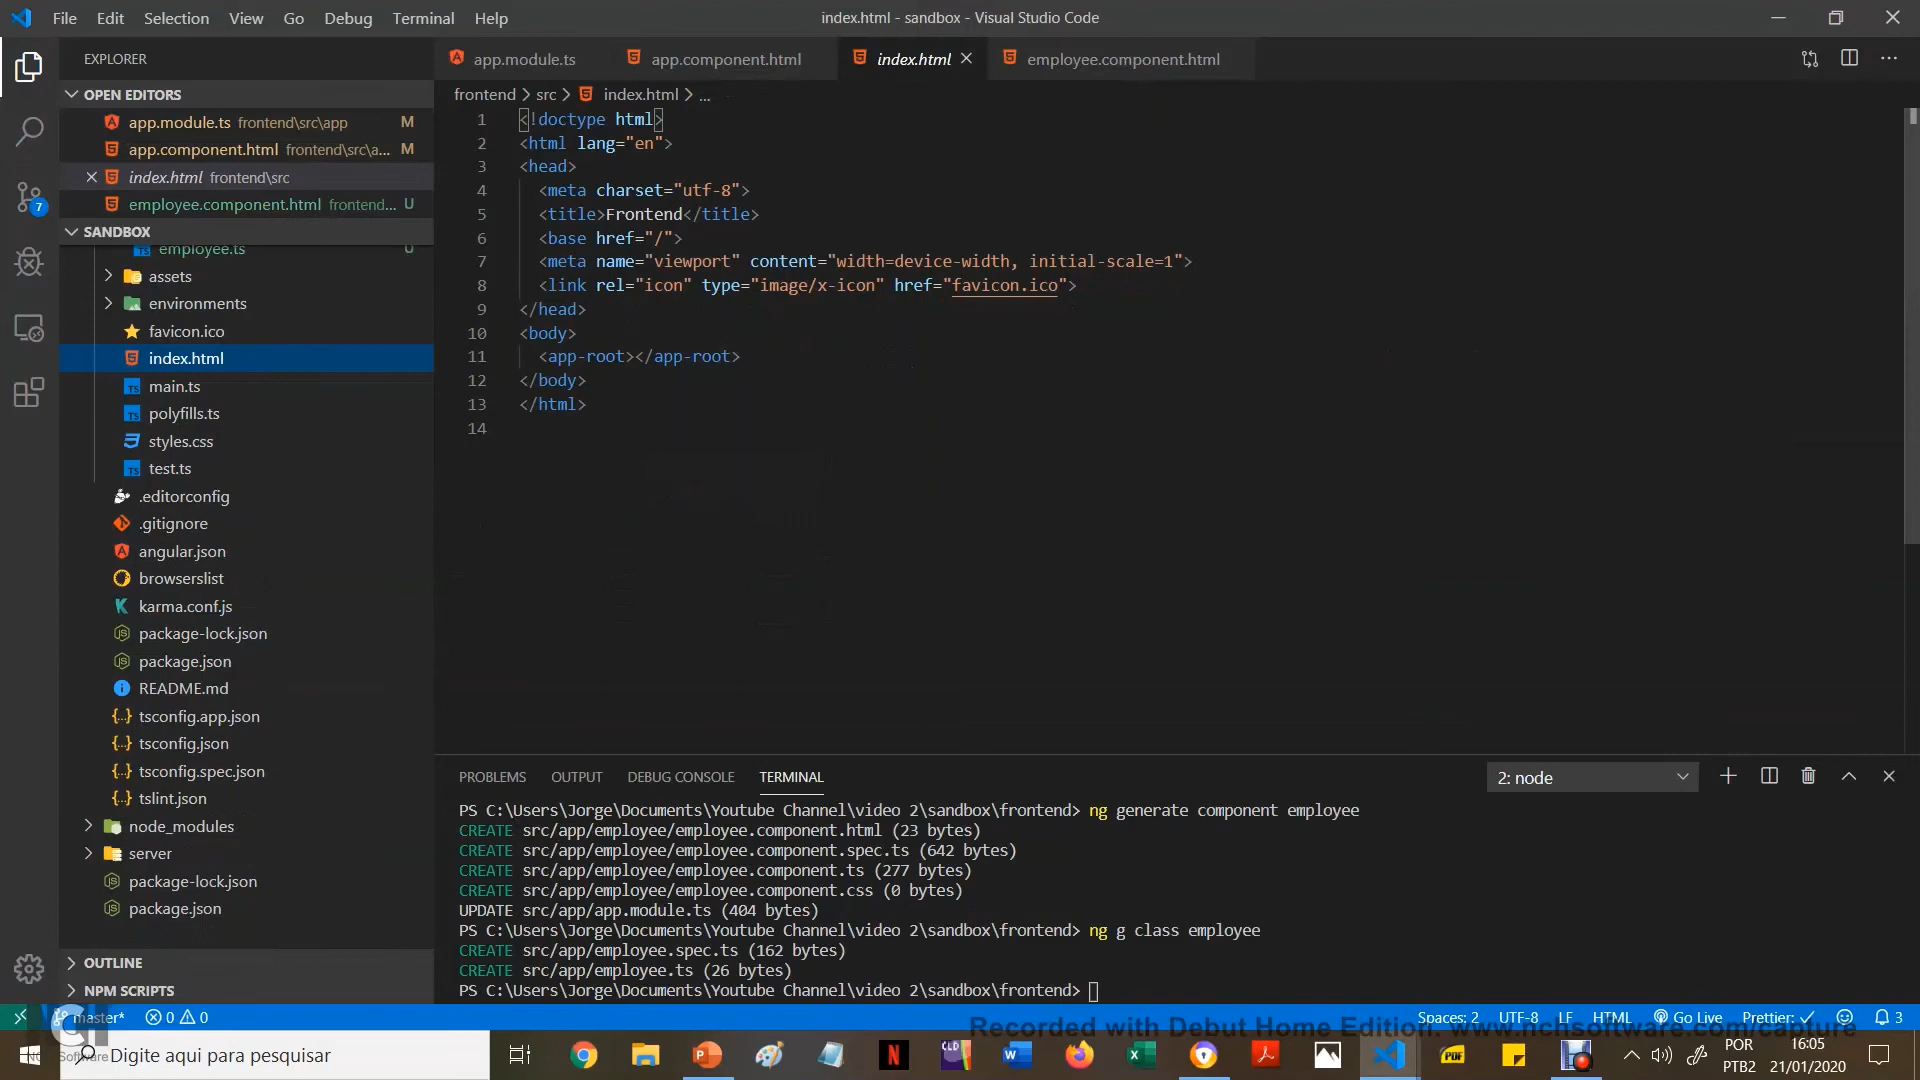 File Edit Selection View Go Debug Terminal Help
index.html - sandbox - Visual Studio Code
EXPLORER
OPEN EDITORS
app.module.ts frontend\src\app M
app.component.html frontend\src\a... M
index.html frontend\src
employee.component.html frontend... U
7
SANDBOX
employee.ts U
assets
environments
favicon.ico
index.html
main.ts
polyfills.ts
styles.css
test.ts
.editorconfig
.gitignore
angular.json
browserslist
karma.conf.js
package-lock.json
package.json
README.md
tsconfig.app.json
tsconfig.json
tsconfig.spec.json
tslint.json
node_modules
server
package-lock.json
package.json
OUTLINE
NPM SCRIPTS
app.module.ts app.component.html index.html employee.component.html
frontend > src > index.html > ...
1 <!doctype html>
2 <html lang="en">
3 <head>
4 <meta charset="utf-8">
5 <title>Frontend</title>
6 <base href="/">
7 <meta name="viewport" content="width=device-width, initial-scale=1">
8 <link rel="icon" type="image/x-icon" href="favicon.ico">
9 </head>
10 <body>
11 <app-root></app-root>
12 </body>
13 </html>
14
PROBLEMS OUTPUT DEBUG CONSOLE TERMINAL 2: node
PS C:\Users\Jorge\Documents\Youtube Channel\video 2\sandbox\frontend> ng generate component employee
CREATE src/app/employee/employee.component.html (23 bytes)
CREATE src/app/employee/employee.component.spec.ts (642 bytes)
CREATE src/app/employee/employee.component.ts (277 bytes)
CREATE src/app/employee/employee.component.css (0 bytes)
UPDATE src/app/app.module.ts (404 bytes)
PS C:\Users\Jorge\Documents\Youtube Channel\video 2\sandbox\frontend> ng g class employee
CREATE src/app/employee.spec.ts (162 bytes)
CREATE src/app/employee.ts (26 bytes)
PS C:\Users\Jorge\Documents\Youtube Channel\video 2\sandbox\frontend>
master* 0 0 Spaces: 2 UTF-8 LF HTML Go Live Prettier: 3
Recorded with Debut Home Edition. www.nchsoftware.com/capture
NCH Software
Digite aqui para pesquisar
POR 16:05
PTB2 21/01/2020